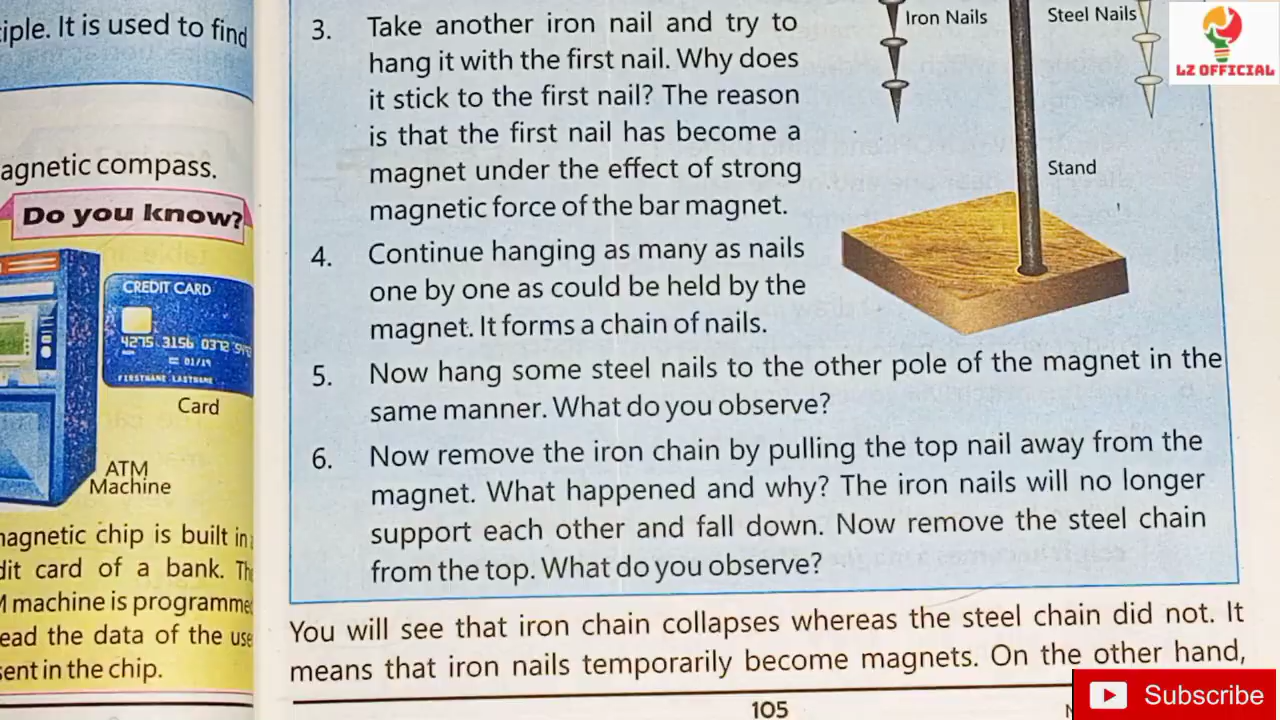 iple. It is used to find
agnetic compass.
Do you know?
CREDIT CARD
4275 3156 0372
01/19
FIRSTNAME LASTNAME
Card
ATM
Machine
agnetic chip is built in
dit card of a bank.
M machine is programme
ead the data of the use
sent in the chip.
3. Take another iron nail and try to
hang it with the first nail. Why does
it stick to the first nail? The reason
is that the first nail has become a
magnet under the effect of strong
magnetic force of the bar magnet.
4. Continue hanging as many as nails
one by one as could be held by the
magnet. It forms a chain of nails.
Iron Nails
Steel Nails
Stand
5. Now hang some steel nails to the other pole of the magnet in the
same manner. What do you observe?
6. Now remove the iron chain by pulling the top nail away from the
magnet. What happened and why? The iron nails will no longer
support each other and fall down. Now remove the steel chain
from the top. What do you observe?
You will see that iron chain collapses whereas the steel chain did not. It
means that iron nails temporarily become magnets. On the other hand,
105
LZ OFFICIAL
Subscribe